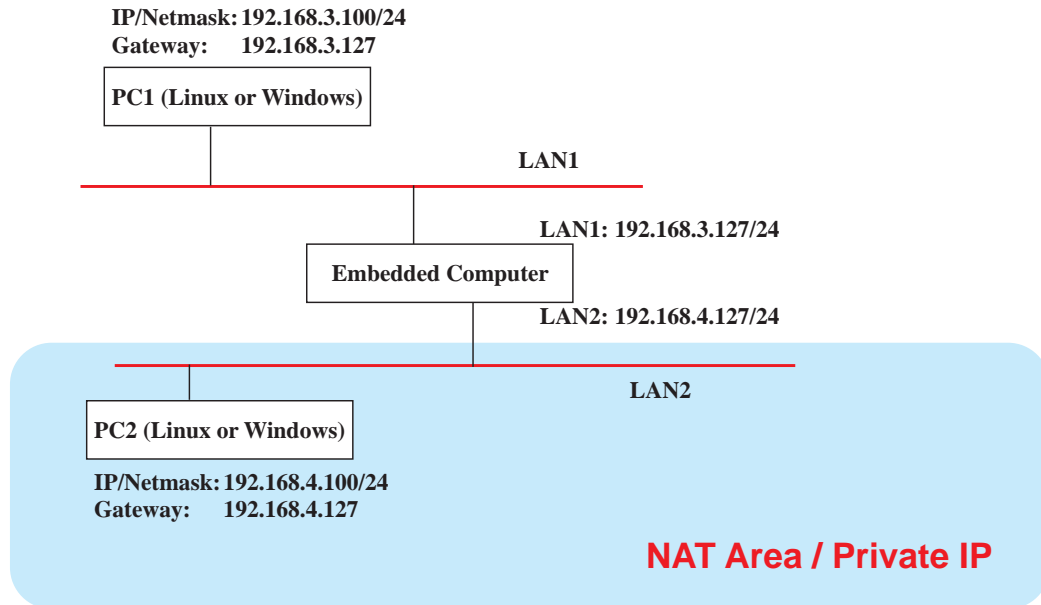 IP/Netmask: 192.168.3.100/24
Gateway: 192.168.3.127
PC1 (Linux or Windows)
LAN1
LAN1: 192.168.3.127/24
Embedded Computer
LAN2: 192.168.4.127/24
LAN2
PC2 (Linux or Windows)
IP/Netmask: 192.168.4.100/24
Gateway: 192.168.4.127
NAT Area / Private IP